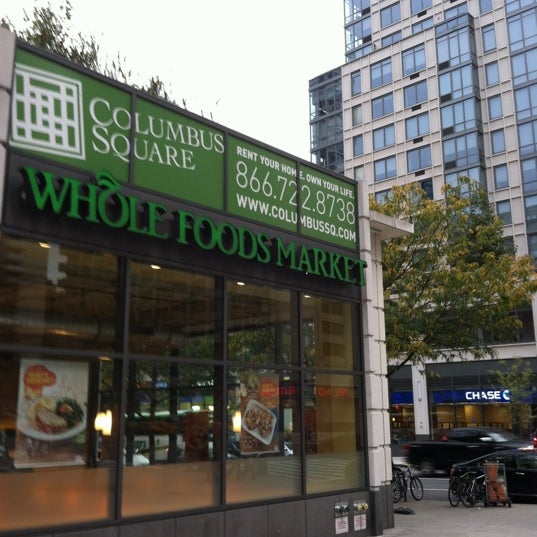 COLUMBUS
SQUARE
RENT YOUR HOME. OWN YOUR LIFE.
866.722.8738
WWW.COLUMBUSSQ.COM
WHOLE FOODS MARKET
CHASE